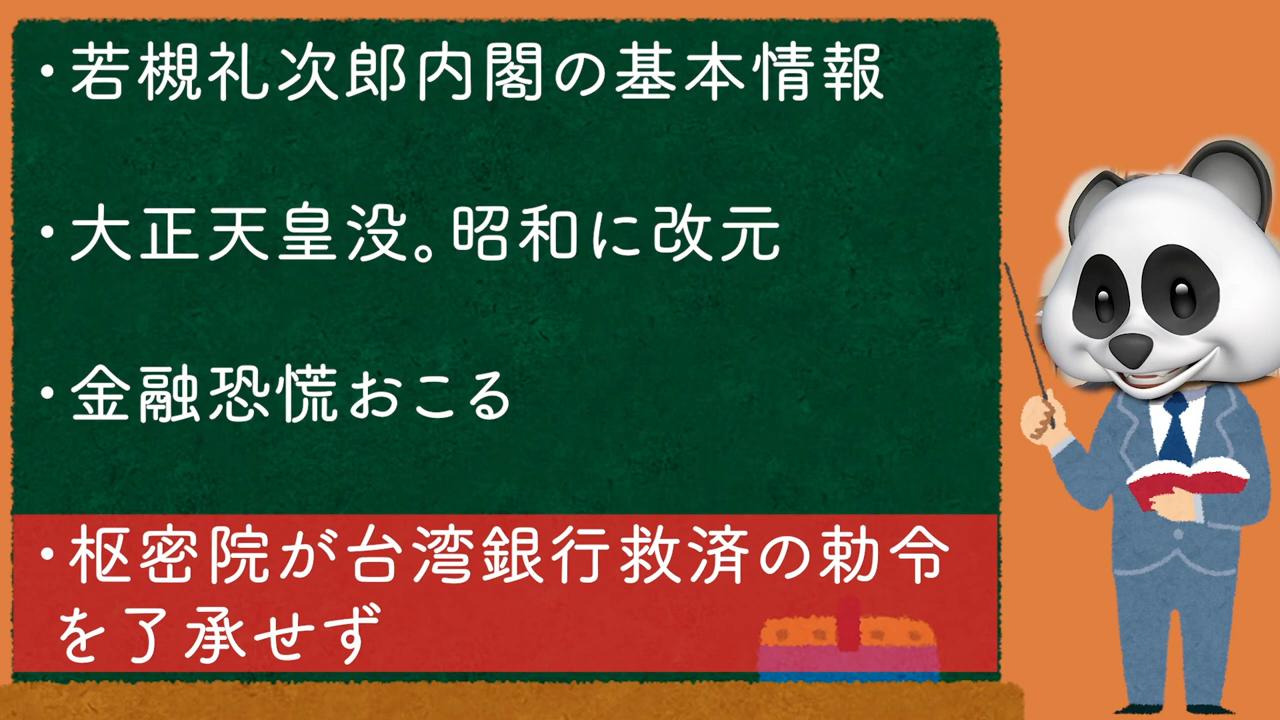 ・若槻礼次郎内閣の基本情報
・大正天皇没。昭和に改元
・金融恐慌おこる
・枢密院が台湾銀行救済の勅令
を了承せず